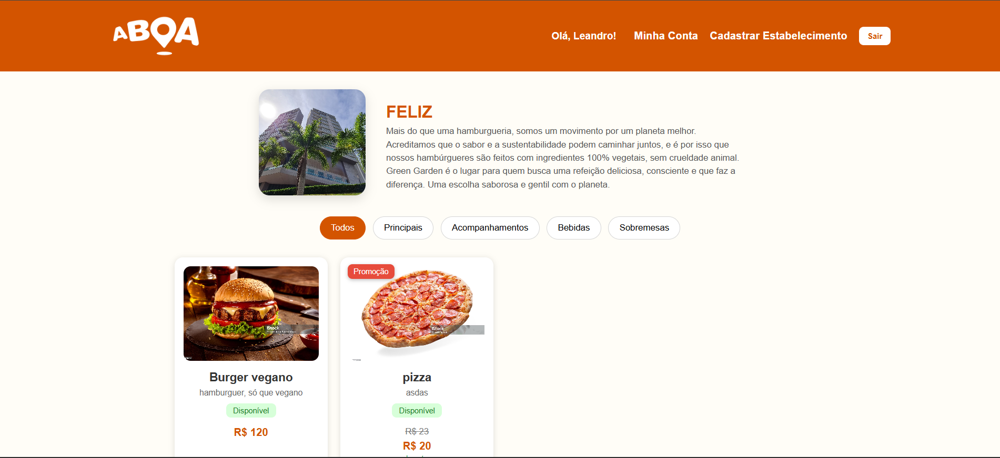 ABOA
Olá, Leandro!
Minha Conta
Cadastrar Estabelecimento
Sair
FELIZ
Mais do que uma hamburgueria, somos um movimento por um planeta melhor.
Acreditamos que o sabor e a sustentabilidade podem caminhar juntos, e é por isso que
nossos hambúrgueres são feitos com ingredientes 100% vegetais, sem crueldade animal.
Green Garden é o lugar para quem busca uma refeição deliciosa, consciente e que faz a
diferença. Uma escolha saborosa e gentil com o planeta.
Todos
Principais
Acompanhamentos
Bebidas
Sobremesas
iStock
Burger vegano
hamburguer, só que vegano
Disponível
R$ 120
Promoção
iStock
pizza
asdas
Disponível
R$ 23
R$ 20